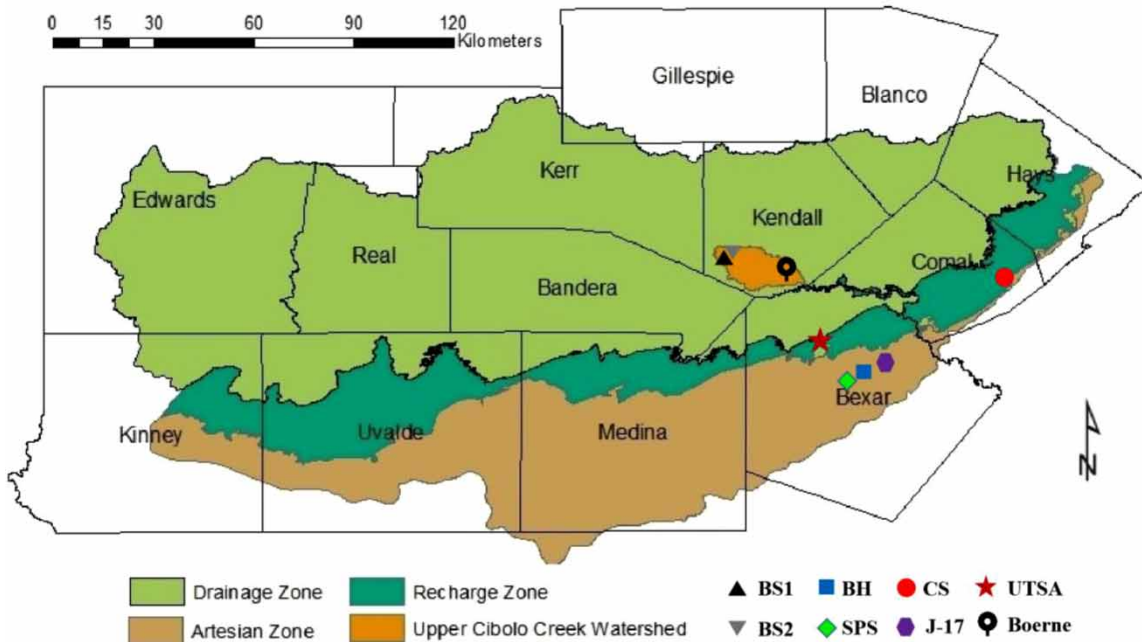 0 15 30 60 90 120
Kilometers
Gillespie
Blanco
Hays
Kerr
Edwards
Kendall
Real
Comal
Bandera
Bexar
Kinney
Uvalde
Medina
N
Drainage Zone
Recharge Zone
Artesian Zone
Upper Cibolo Creek Watershed
BS1
BH
CS
UTSA
BS2
SPS
J-17
Boerne